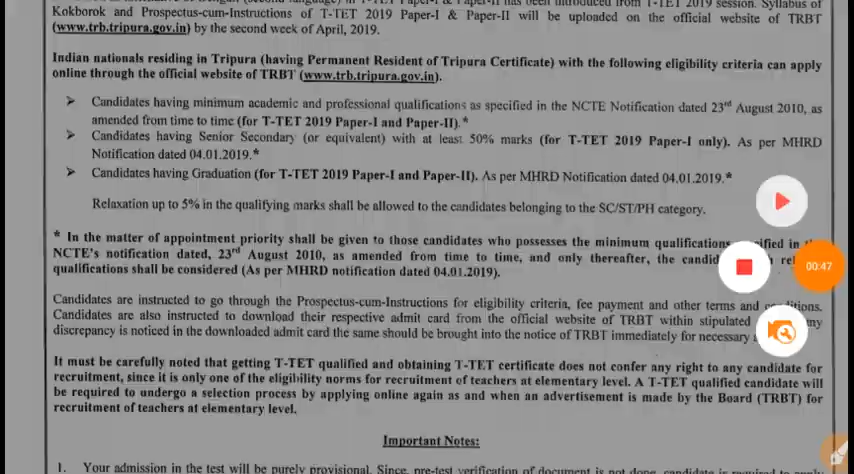 Kokborok and Prospectus-cum-Instructions of T-TET 2019 Paper-I & Paper-II will be uploaded on the official website of TRBT
(www.trb.tripura.gov.in) by the second week of April, 2019.
Indian nationals residing in Tripura (having Permanent Resident of Tripura Certificate) with the following eligibility criteria can apply
online through the official website of TRBT (www.trb.tripura.gov.in).
➤ Candidates having minimum academic and professional qualifications as specified in the NCTE Notification dated 23rd August 2010, as
amended from time to time (for T-TET 2019 Paper-I and Paper-II).*
➤ Candidates having Senior Secondary (or equivalent) with at least 50% marks (for T-TET 2019 Paper-I only). As per MHRD
Notification dated 04.01.2019.*
➤ Candidates having Graduation (for T-TET 2019 Paper-I and Paper-II). As per MHRD Notification dated 04.01.2019.*
Relaxation up to 5% in the qualifying marks shall be allowed to the candidates belonging to the SC/ST/PH category.
* In the matter of appointment priority shall be given to those candidates who possesses the minimum qualifications
NCTE's notification dated, 23rd August 2010, as amended from time to time, and only thereafter, the
00:47
qualifications shall be considered (As per MHRD notification dated 04.01.2019).
Candidates are instructed to go through the Prospectus-cum-Instructions for eligibility criteria, fee payment and other terms and
Candidates are also instructed to download their respective admit card from the official website of TRBT within stipulated
discrepancy is noticed in the downloaded admit card the same should be brought into the notice of TRBT immediately for necessary
It must be carefully noted that getting T-TET qualified and obtaining T-TET certificate does not confer any right to any candidate for
recruitment, since it is only one of the eligibility norms for recruitment of teachers at elementary level. A T-TET qualified candidate will
be required to undergo a selection process by applying online again as and when an advertisement is made by the Board (TRBT) for
recruitment of teachers at elementary level.
Important Notes:
1. Your admission in the test will be purely provisional. Since, pre-test verification of document is not done, candidate is required to apply